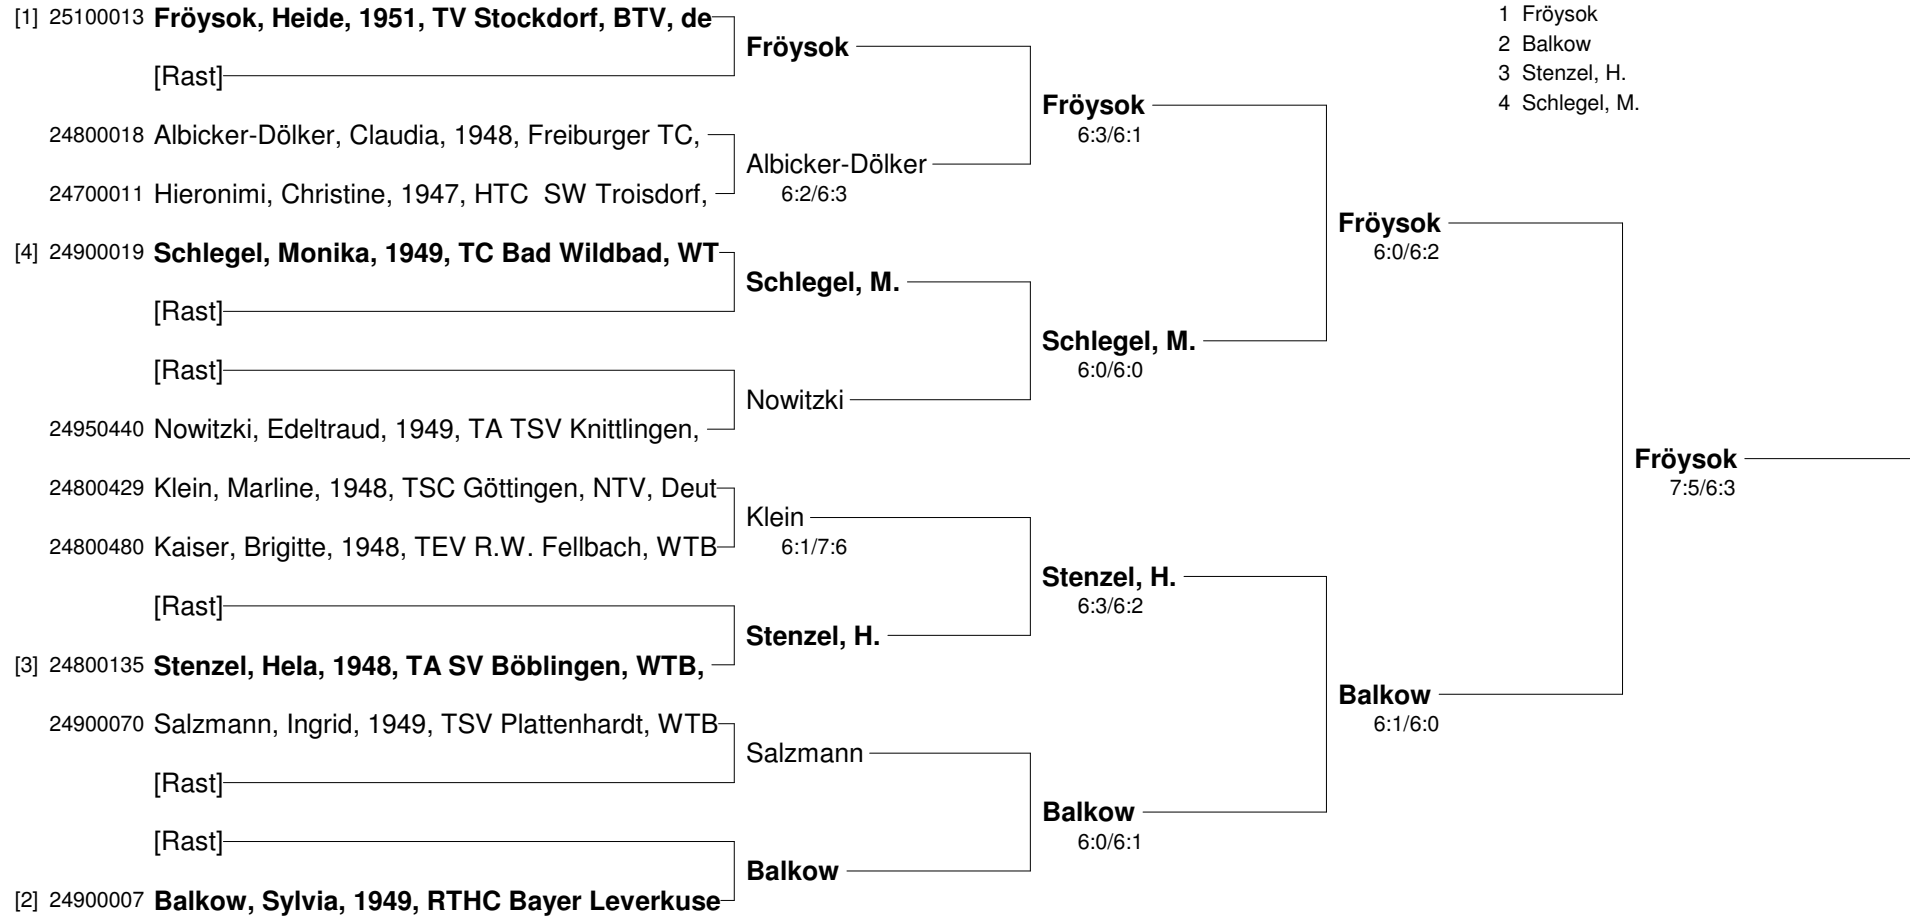 [1] 25100013 Fröysok, Heide, 1951, TV Stockdorf, BTV, de
[Rast]
24800018 Albicker-Dölker, Claudia, 1948, Freiburger TC,
24700011 Hieronimi, Christine, 1947, HTC SW Troisdorf,
[4] 24900019 Schlegel, Monika, 1949, TC Bad Wildbad, WT
[Rast]
[Rast]
24950440 Nowitzki, Edeltraud, 1949, TA TSV Knittlingen,
24800429 Klein, Marline, 1948, TSC Göttingen, NTV, Deut
24800480 Kaiser, Brigitte, 1948, TEV R.W. Fellbach, WTB
[Rast]
[3] 24800135 Stenzel, Hela, 1948, TA SV Böblingen, WTB,
24900070 Salzmann, Ingrid, 1949, TSV Plattenhardt, WTB
[Rast]
[Rast]
[2] 24900007 Balkow, Sylvia, 1949, RTHC Bayer Leverkuse
Fröysok
Albicker-Dölker
6:2/6:3
Schlegel, M.
Nowitzki
Klein
6:1/7:6
Stenzel, H.
Salzmann
Balkow
Fröysok
6:3/6:1
Schlegel, M.
6:0/6:0
Stenzel, H.
6:3/6:2
Balkow
6:0/6:1
Fröysok
6:0/6:2
Balkow
6:1/6:0
Fröysok
7:5/6:3
1 Fröysok
2 Balkow
3 Stenzel, H.
4 Schlegel, M.